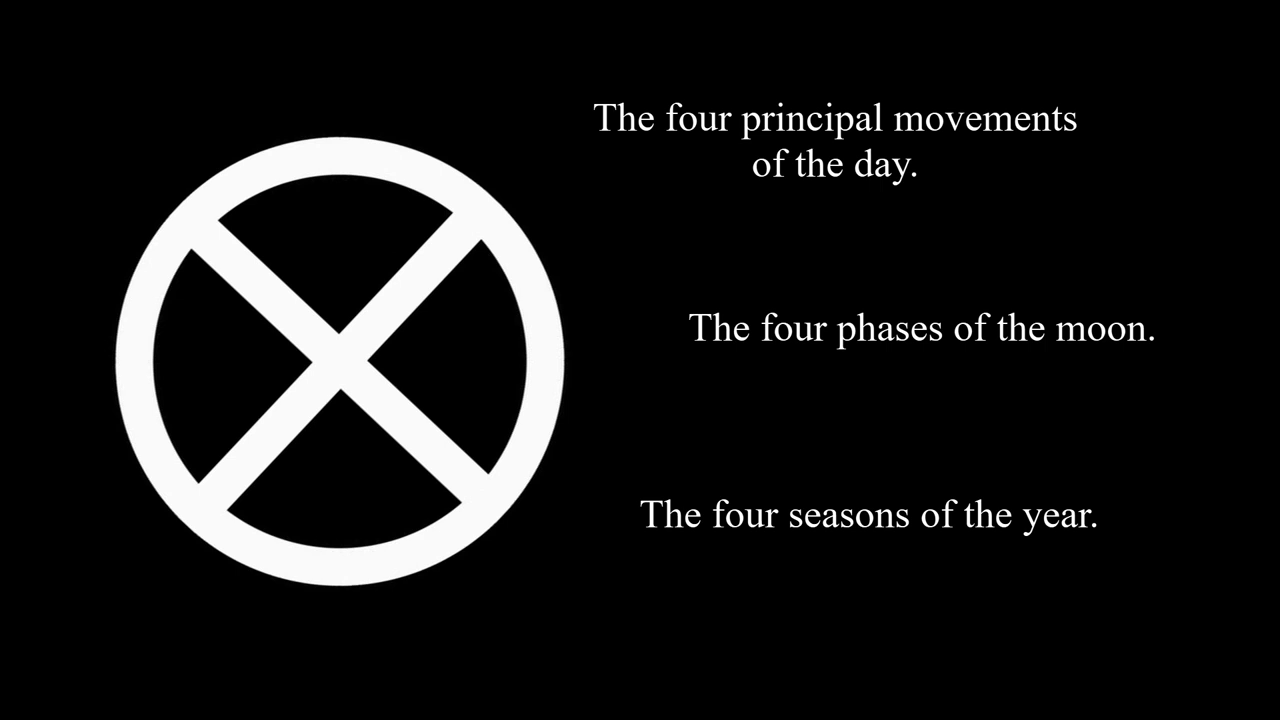 The four principal movements
of the day.
The four phases of the moon.
The four seasons of the year.